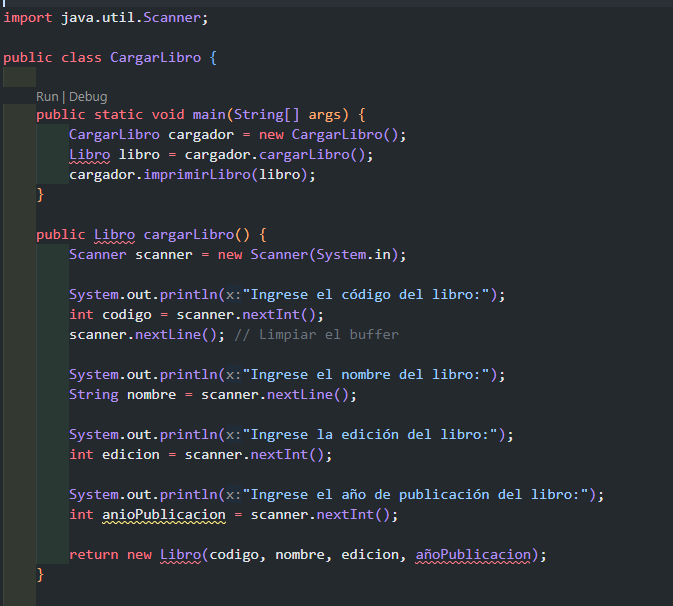 import java.util.Scanner;
public class CargarLibro {
Run | Debug
public static void main(String[] args) {
CargarLibro cargador = new CargarLibro();
Libro libro = cargador.cargarLibro();
cargador.imprimirLibro(libro);
}
public Libro cargarLibro() {
Scanner scanner = new Scanner(System.in);
System.out.println(x:"Ingrese el código del libro:");
int codigo = scanner.nextInt();
scanner.nextLine(); // Limpiar el buffer
System.out.println(x:"Ingrese el nombre del libro:");
String nombre = scanner.nextLine();
System.out.println(x:"Ingrese la edición del libro:");
int edicion = scanner.nextInt();
System.out.println(x:"Ingrese el año de publicación del libro:");
int anioPublicacion = scanner.nextInt();
return new Libro(codigo, nombre, edicion, añoPublicacion);
}